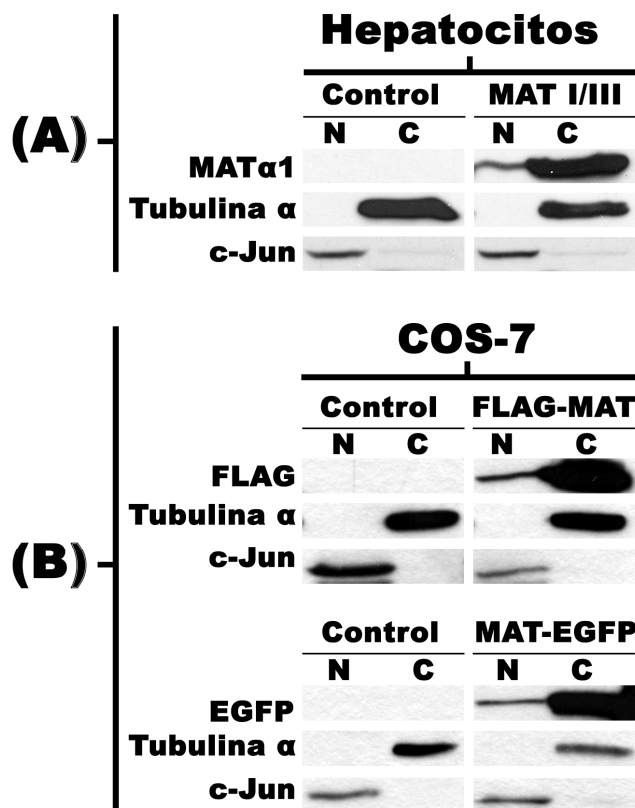 (A)
Hepatocitos
Control MAT I/III
N C N C
MATα1
Tubulina α
c-Jun
(B)
COS-7
Control FLAG-MAT
N C N C
FLAG
Tubulina α
c-Jun
Control MAT-EGFP
N C N C
EGFP
Tubulina α
c-Jun